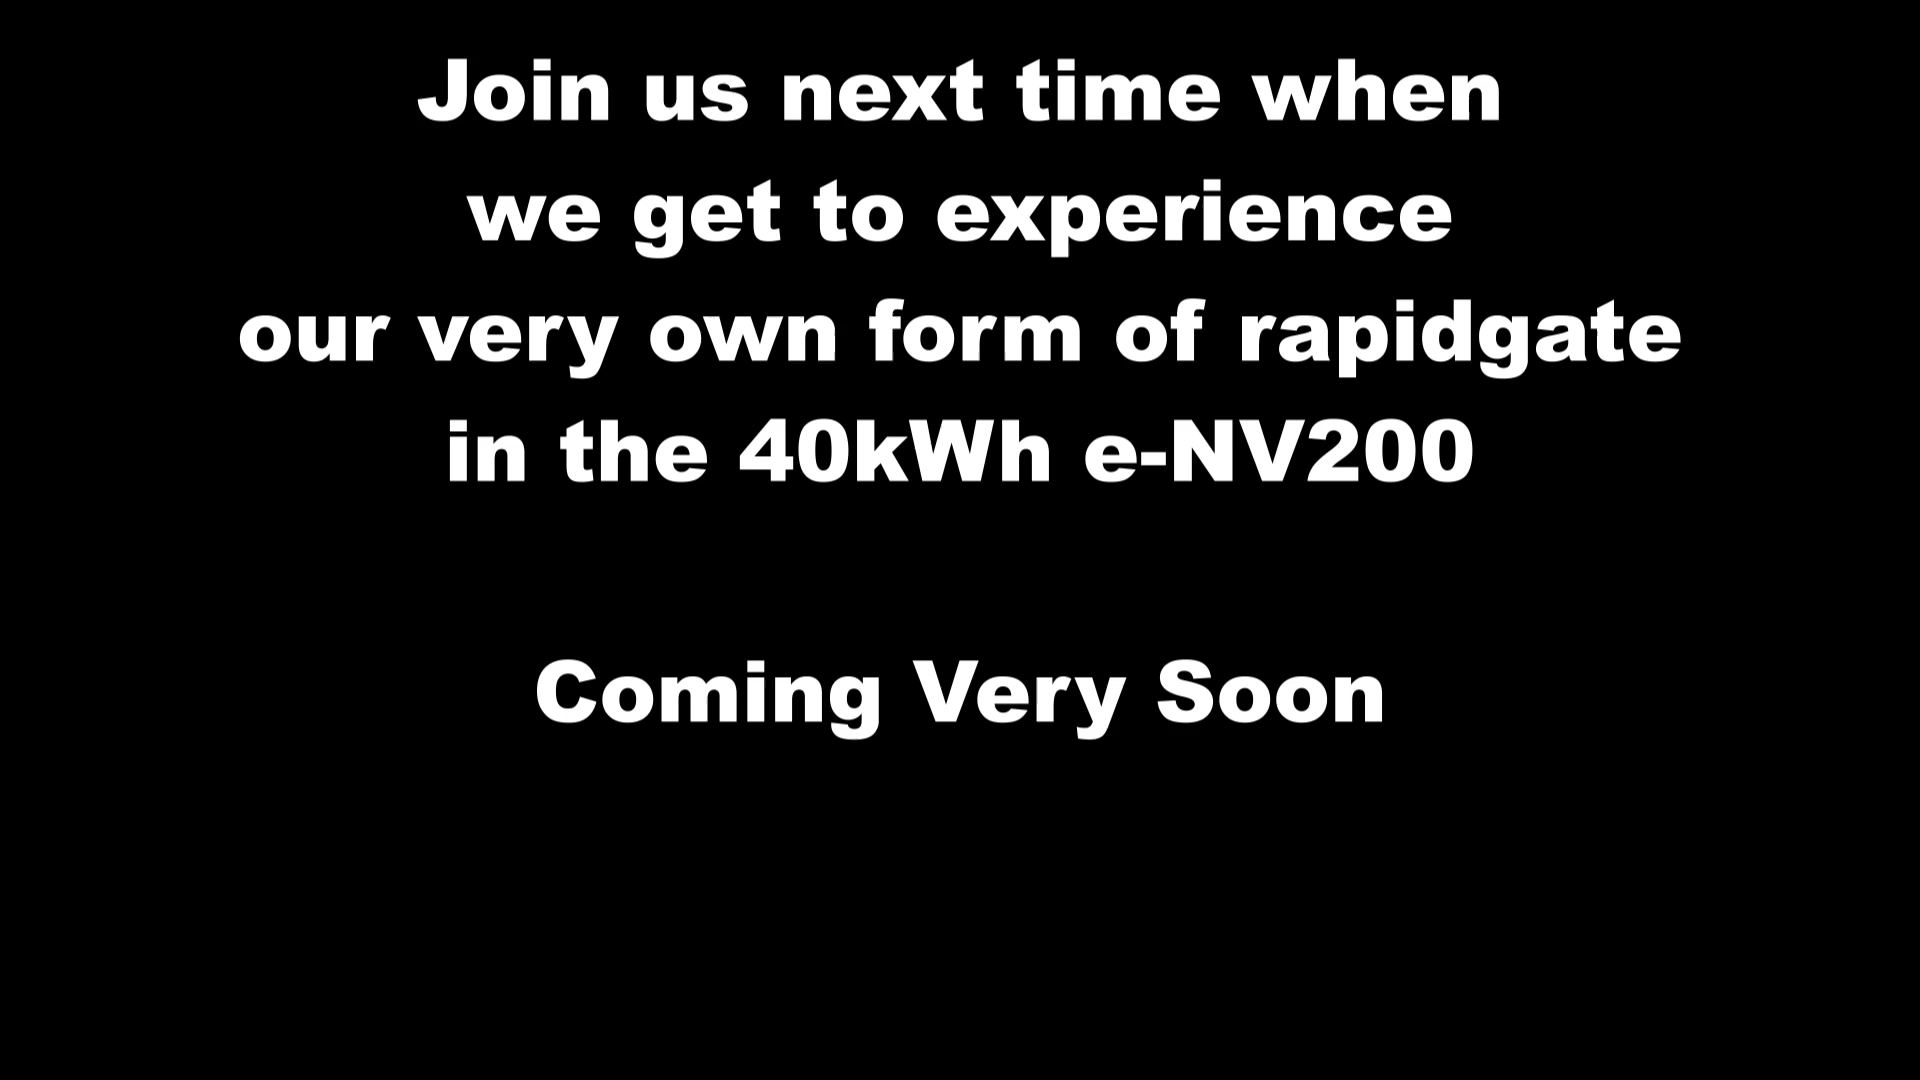 Join us next time when
we get to experience
our very own form of rapidgate
in the 40kWh e-NV200
Coming Very Soon